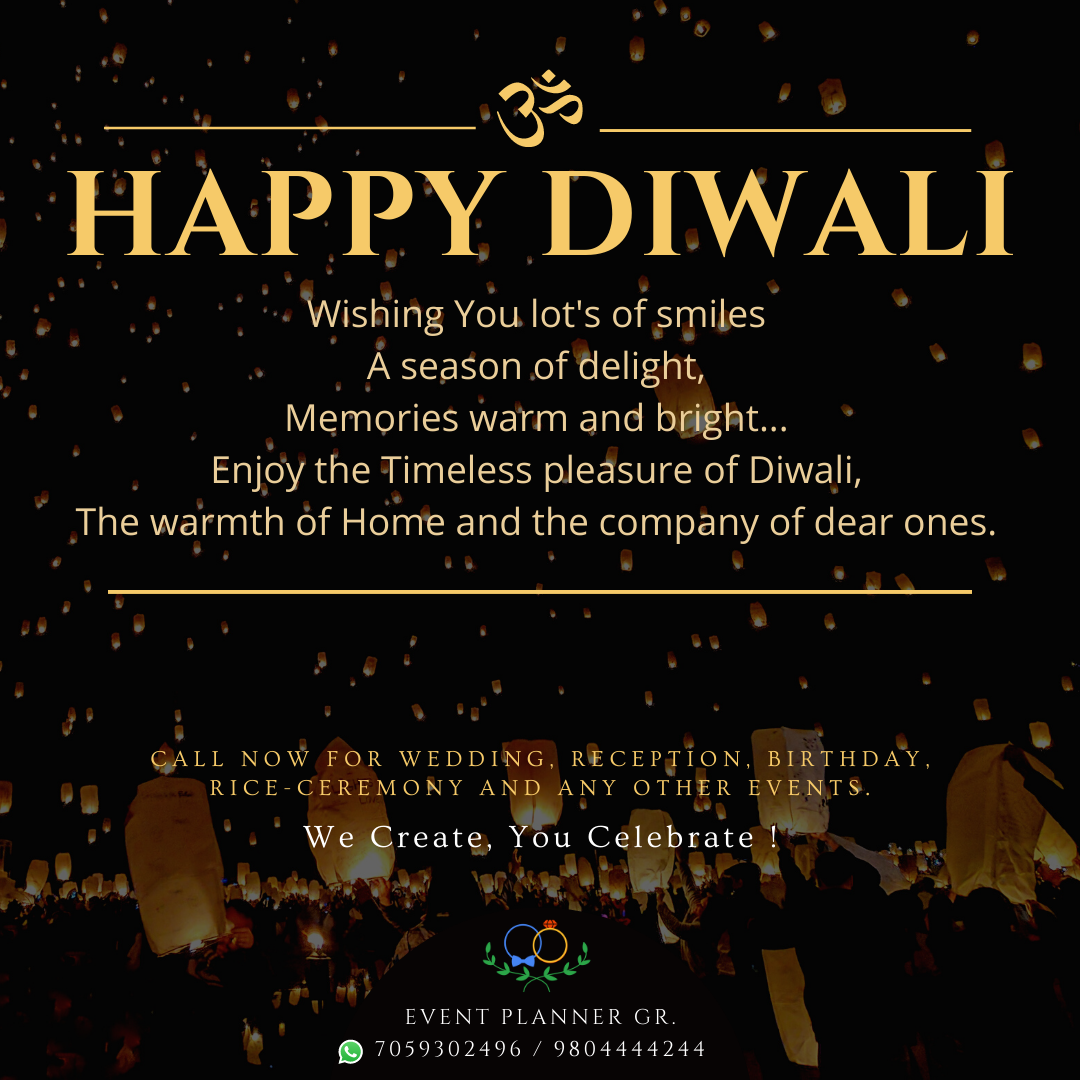 ॐ
HAPPY DIWALI
Wishing You lot's of smiles
A season of delight,
Memories warm and bright...
Enjoy the Timeless pleasure of Diwali,
The warmth of Home and the company of dear ones.
CALL NOW FOR WEDDING, RECEPTION, BIRTHDAY,
RICE-CEREMONY AND ANY OTHER EVENTS.
We Create, You Celebrate !
EVENT PLANNER GR.
7059302496 / 9804444244